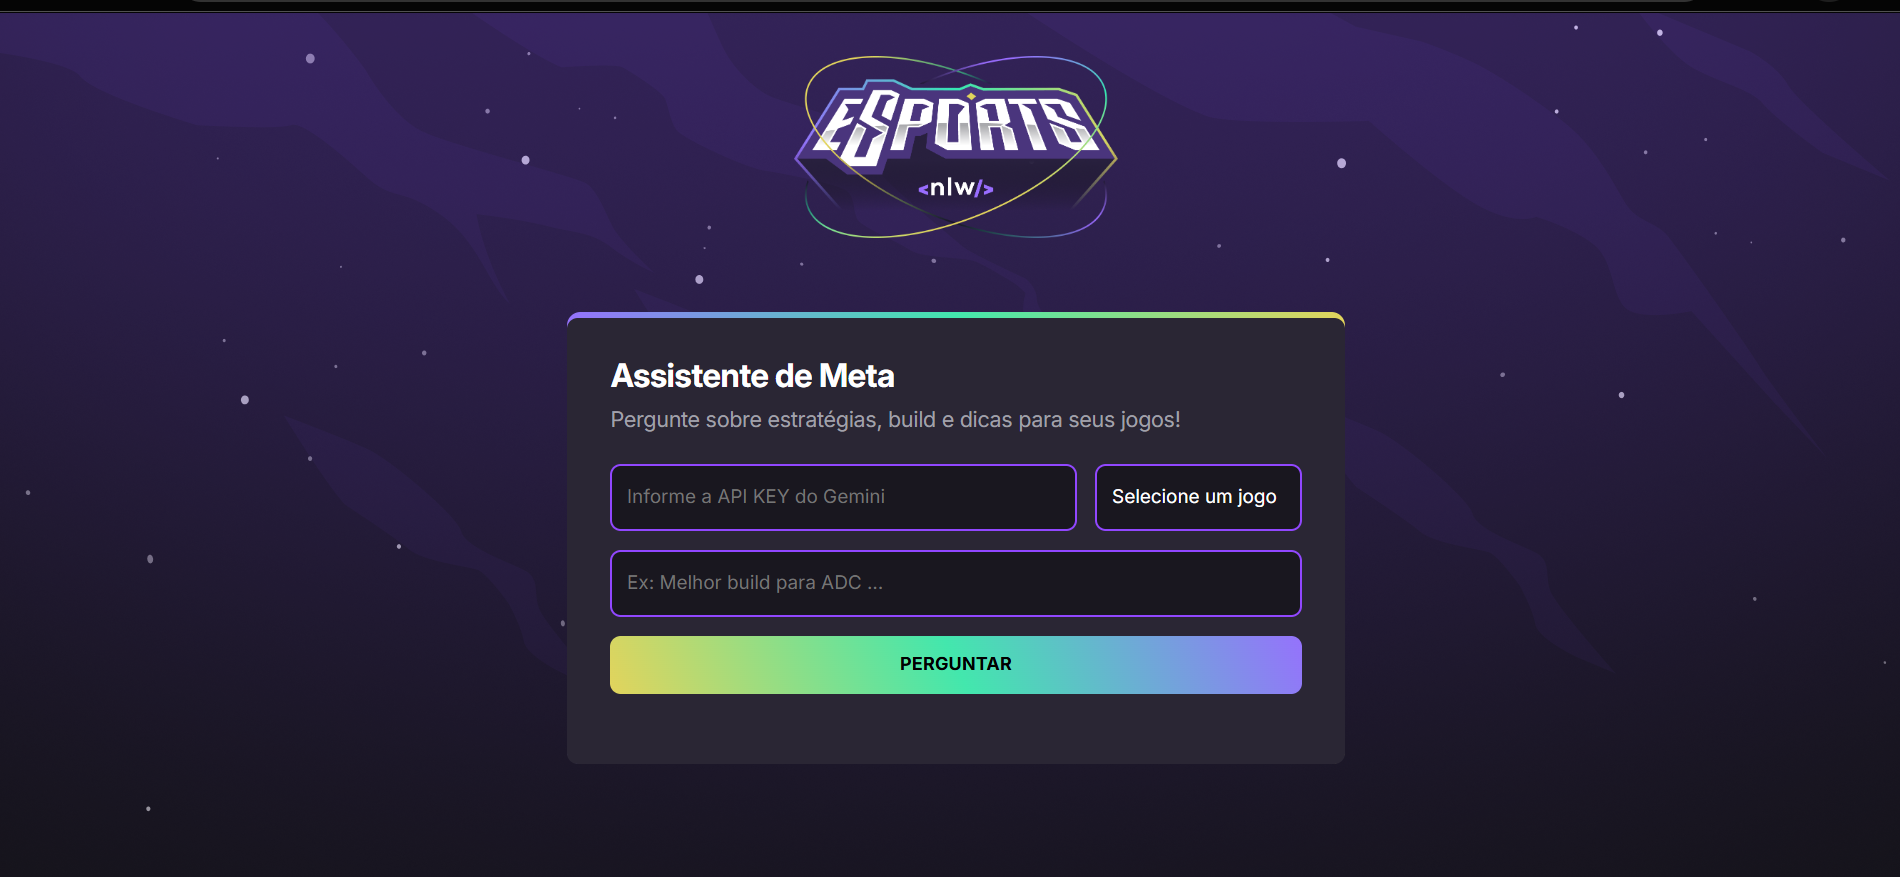 ESPORTS
<nlw/>
Assistente de Meta
Pergunte sobre estratégias, build e dicas para seus jogos!
Informe a API KEY do Gemini
Selecione um jogo
Ex: Melhor build para ADC ...
PERGUNTAR